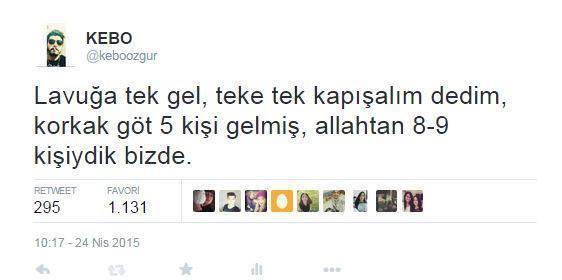 KEBO
@keboozgur
Lavuğa tek gel, teke tek kapışalım dedim,
korkak göt 5 kişi gelmiş, allahtan 8-9
kişiydik bizde.
RETWEET FAVORİ
295 1.131
10:17 - 24 Nis 2015